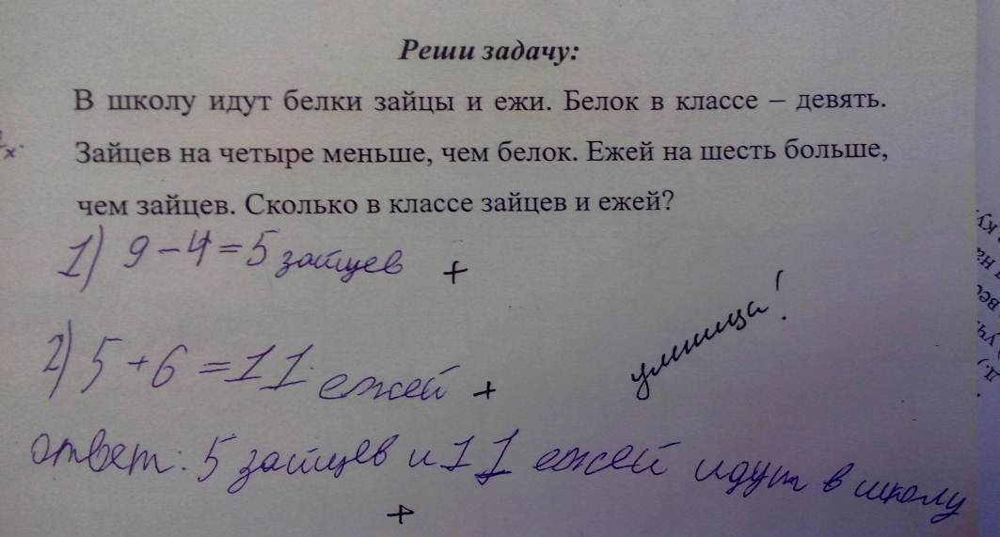 Реши задачу:
В школу идут белки зайцы и ежи. Белок в классе – девять.
Зайцев на четыре меньше, чем белок. Ежей на шесть больше,
чем зайцев. Сколько в классе зайцев и ежей?
1) 9 – 4 = 5 зайцев +
умница!
2) 5 + 6 = 11 ежей +
ответ: 5 зайцев и 11 ежей идут в школу
+